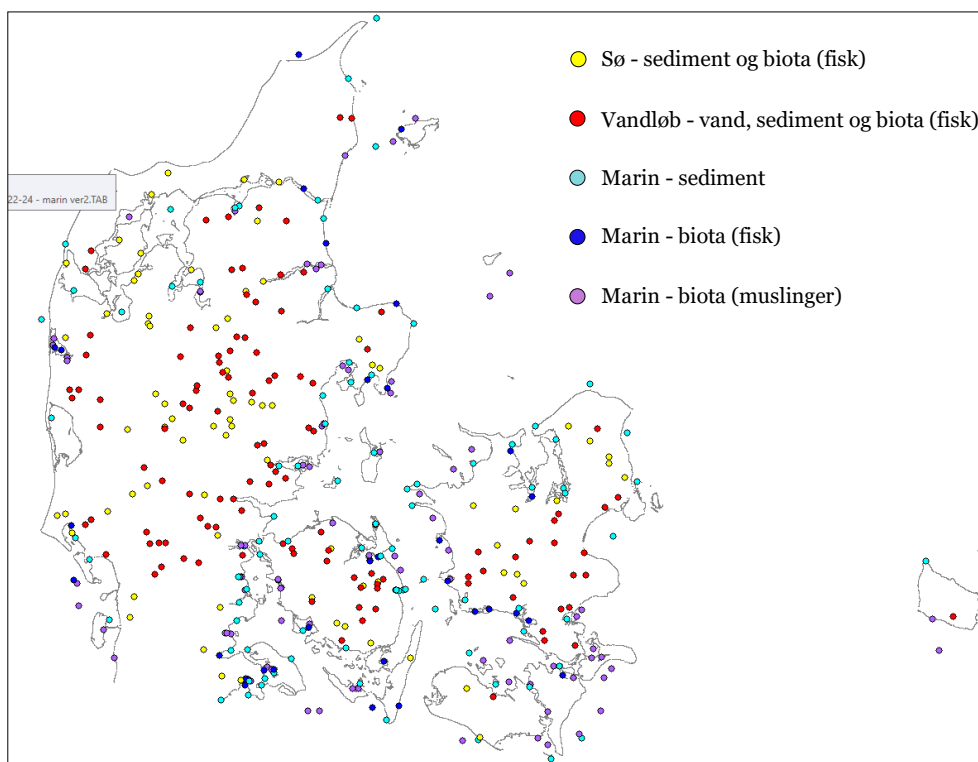 Sø - sediment og biota (fisk)
Vandløb - vand, sediment og biota (fisk)
Marin - sediment
22-24 - marin ver2.TAB
Marin - biota (fisk)
Marin - biota (muslinger)